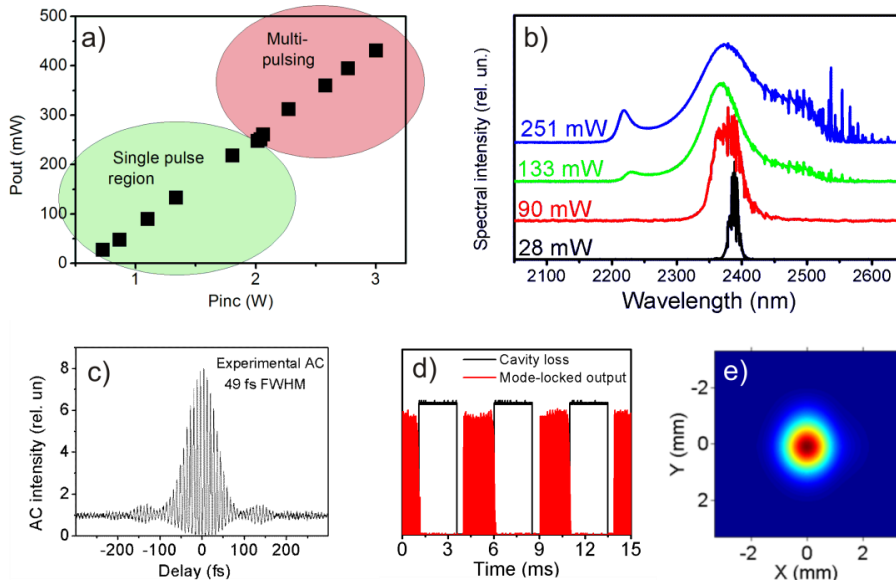 a)
Multi-
pulsing
Single pulse
region
500
400
300
200
100
0
1
2
3
Pout (mW)
Pinc (W)
b)
251 mW
133 mW
90 mW
28 mW
2100
2200
2300
2400
2500
2600
Spectral intensity (rel. un.)
Wavelength (nm)
c)
Experimental AC
49 fs FWHM
8
6
4
2
0
-200
-100
0
100
200
AC intensity (rel. un)
Delay (fs)
d)
Cavity loss
Mode-locked output
0
3
6
9
12
15
Time (ms)
e)
-2
0
2
-2
0
2
Y (mm)
X (mm)